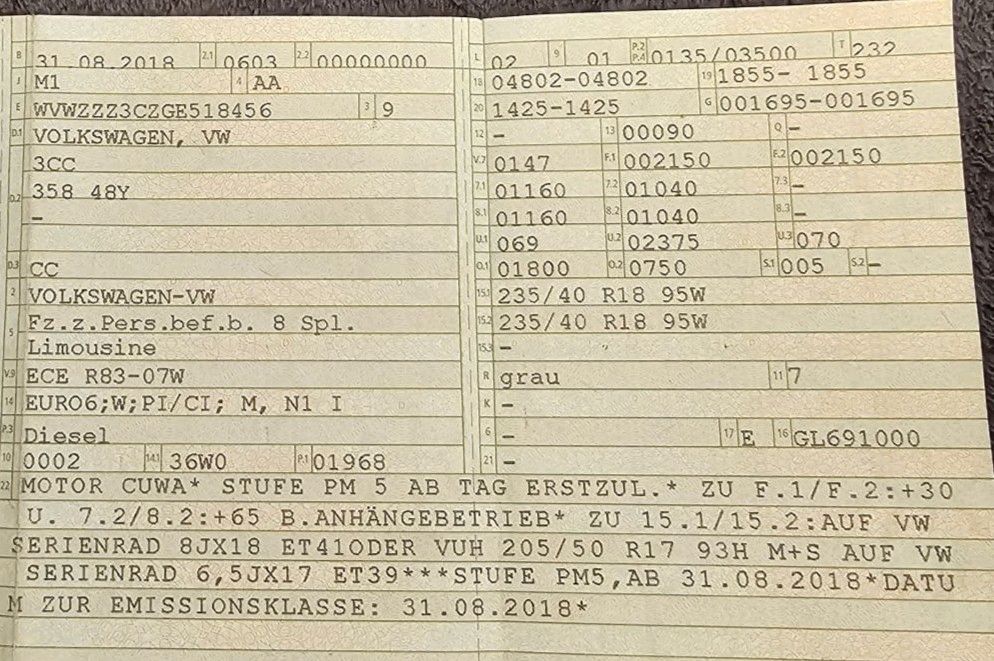 B 31.08.2018 2.1 0603 2.2 00000000
J M1 4 AA
E WVWZZZ3CZGE518456 3 9
D.1 VOLKSWAGEN, VW
3CC
D.2 358 48Y
-
D.3 CC
2 VOLKSWAGEN-VW
5 Fz.z.Pers.bef.b. 8 Spl.
Limousine
V.9 ECE R83-07W
14 EURO6;W;PI/CI; M, N1 I
P.3 Diesel
10 0002 14.1 36W0 P.1 01968
L 02 9 01 P.2 P.4 0135/03500 T 232
18 04802-04802 19 1855- 1855
20 1425-1425 G 001695-001695
12 - 13 00090 Q -
V.7 0147 F.1 002150 F.2 002150
7.1 01160 7.2 01040 7.3 -
8.1 01160 8.2 01040 8.3 -
U.1 069 U.2 02375 U.3 070
O.1 01800 O.2 0750 S.1 005 S.2 -
15.1 235/40 R18 95W
15.2 235/40 R18 95W
15.3 -
R grau 11 7
K -
6 - 17 E 16 GL691000
21 -
22 MOTOR CUWA* STUFE PM 5 AB TAG ERSTZUL.* ZU F.1/F.2:+30
U. 7.2/8.2:+65 B.ANHÄNGEBETRIEB* ZU 15.1/15.2:AUF VW
SERIENRAD 8JX18 ET41ODER VUH 205/50 R17 93H M+S AUF VW
SERIENRAD 6,5JX17 ET39***STUFE PM5,AB 31.08.2018*DATU
M ZUR EMISSIONSKLASSE: 31.08.2018*